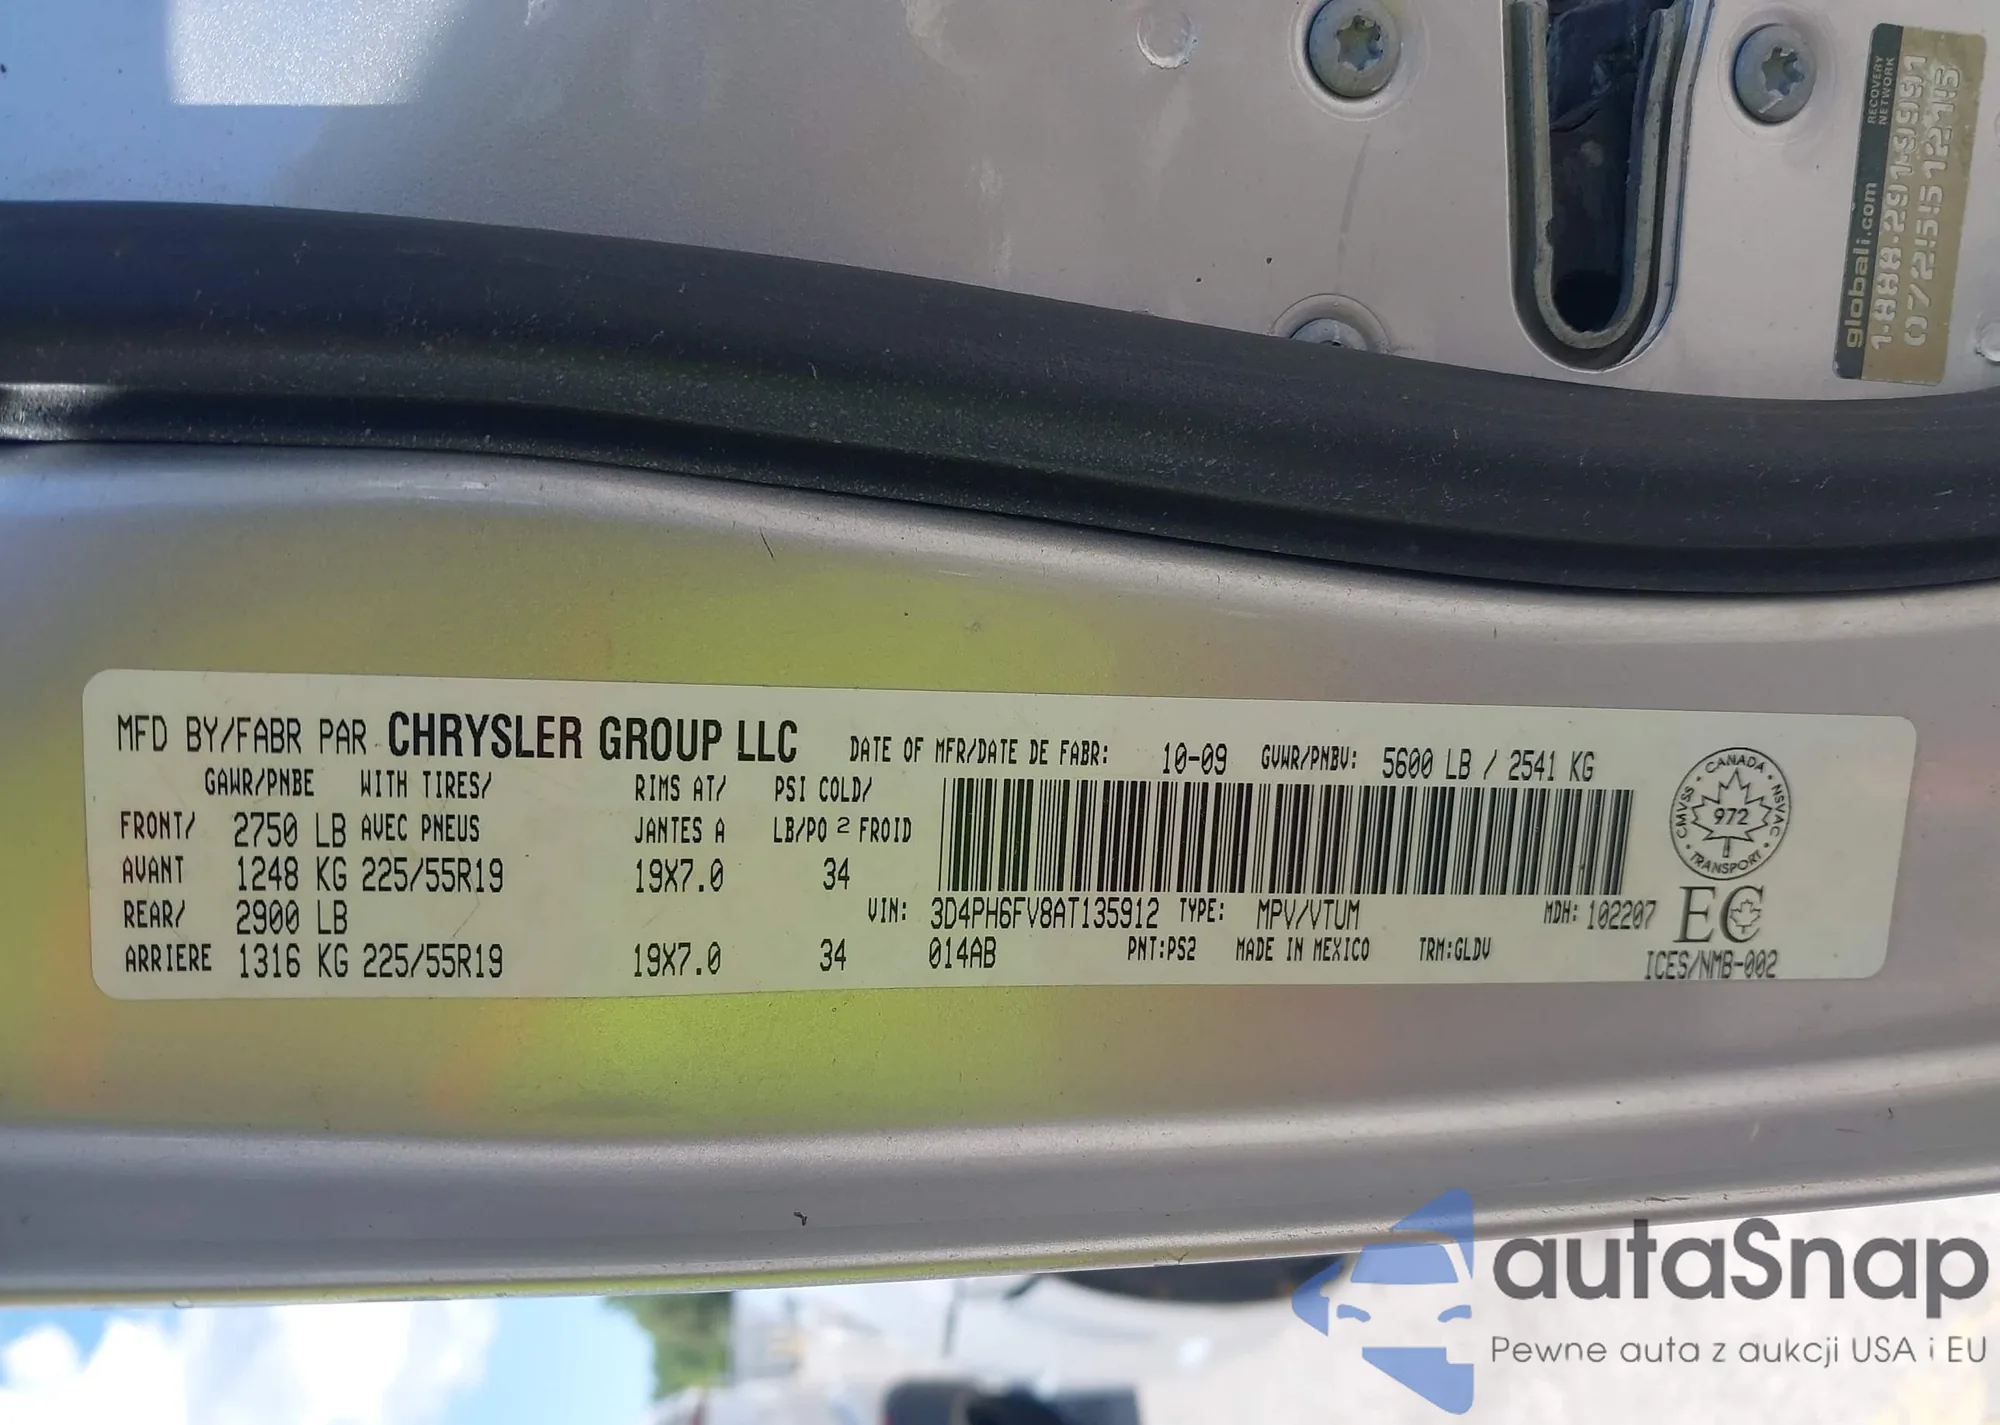 globali.com RECOVERY NETWORK
1-888-291-9991
072551215
MFD BY/FABR PAR CHRYSLER GROUP LLC DATE OF MFR/DATE DE FABR: 10-09 GVWR/PNBV: 5600 LB / 2541 KG
GAWR/PNBE WITH TIRES/ RIMS AT/ PSI COLD/
FRONT/ 2750 LB AVEC PNEUS JANTES A LB/PO 2 FROID
AVANT 1248 KG 225/55R19 19X7.0 34
REAR/ 2900 LB VIN: 3D4PH6FV8AT135912 TYPE: MPV/VTUM MDH: 102207
ARRIERE 1316 KG 225/55R19 19X7.0 34 014AB PNT:PS2 MADE IN MEXICO TRM:GLDV
CANADA CMVSS NSVAC TRANSPORT
972
EC
ICES/NMB-002
autaSnap
Pewne auta z aukcji USA i EU